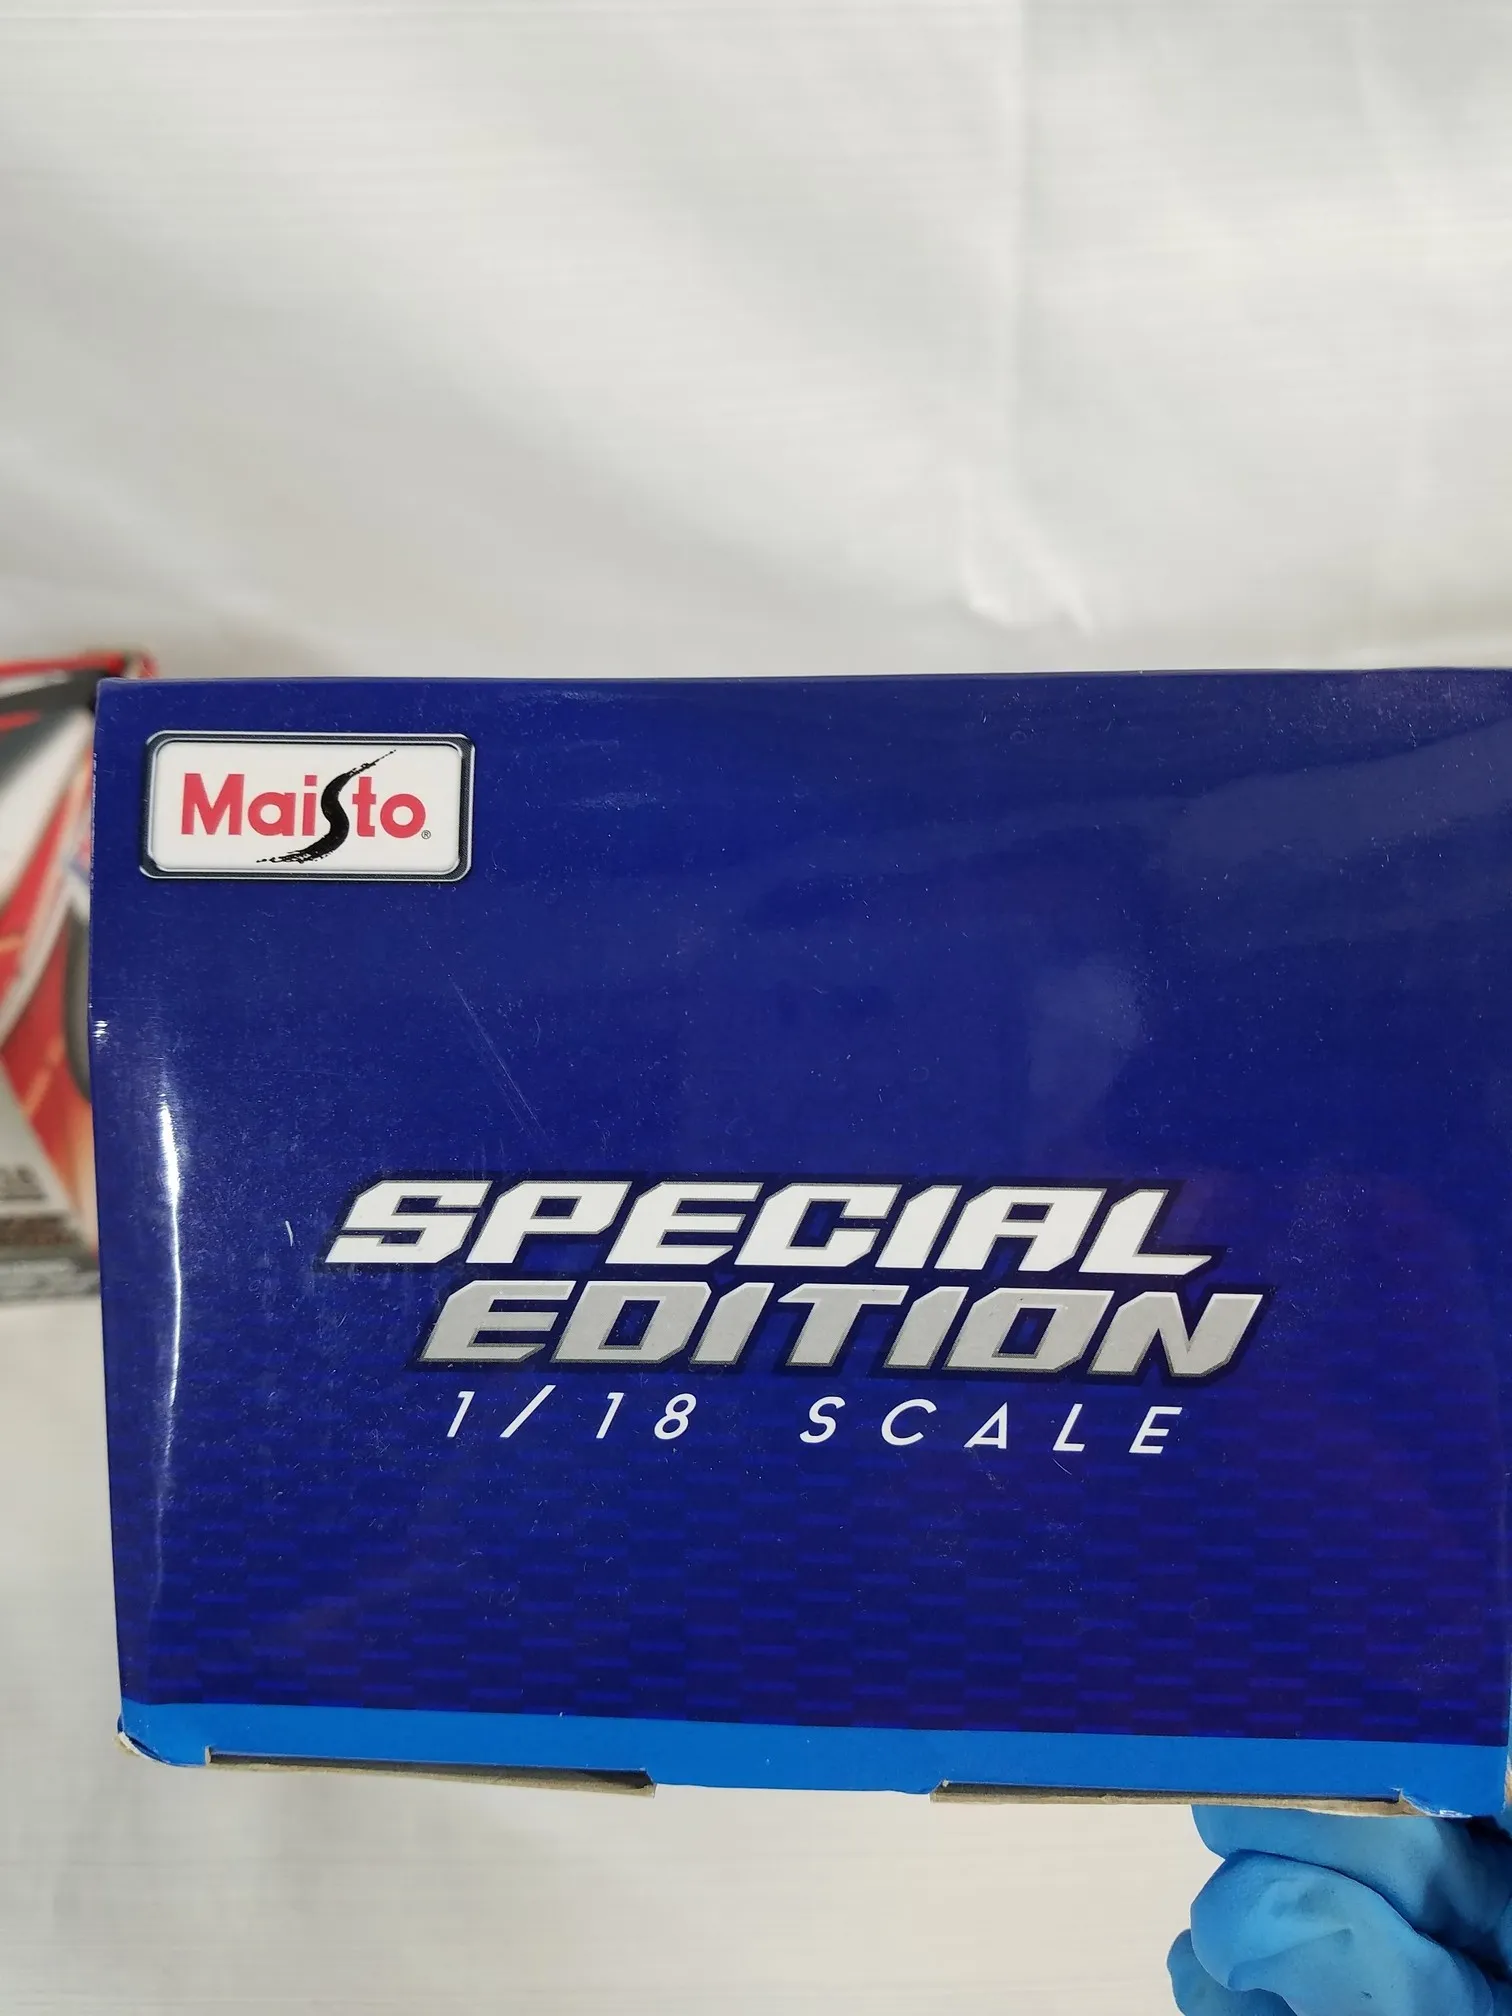 Maisto®
SPECIAL
EDITION
1/18 SCALE